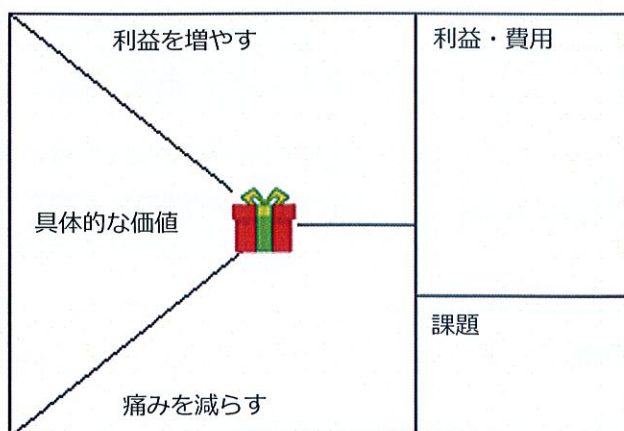 利益を増やす
利益・費用
具体的な価値
課題
痛みを減らす